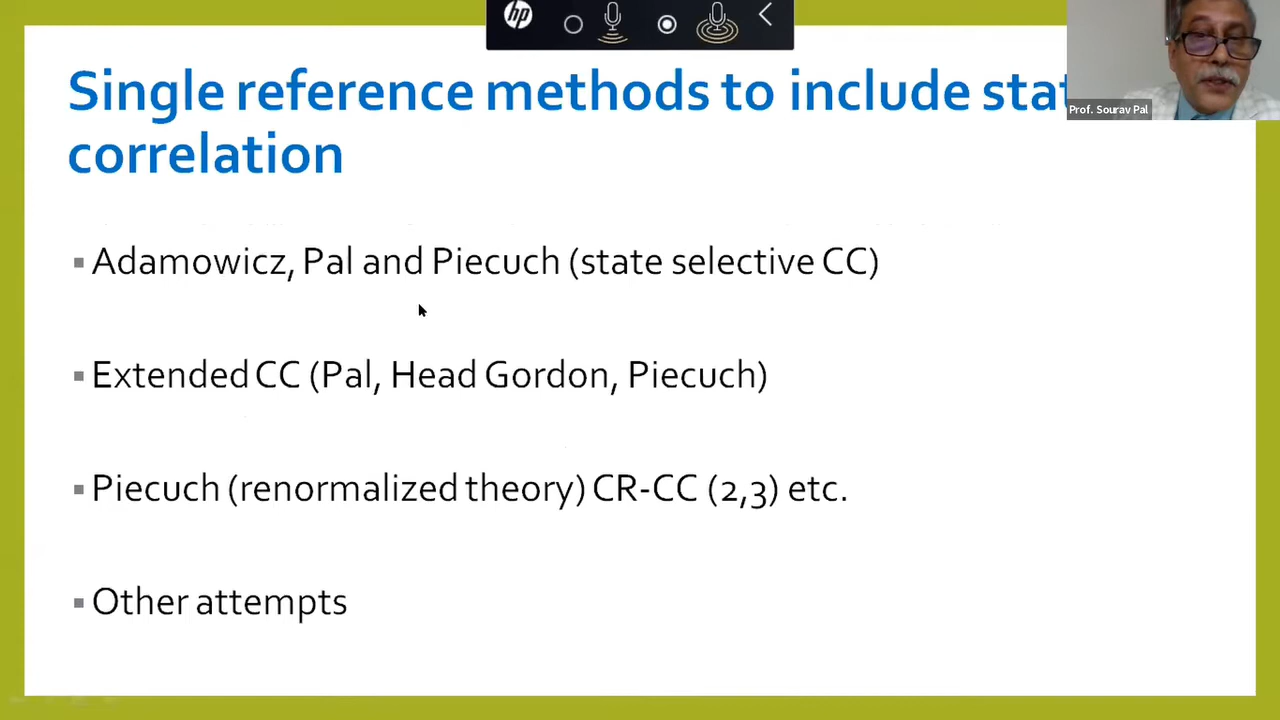 hp
Single reference methods to include
correlation
Prof. Sourav Pal
▪ Adamowicz, Pal and Piecuch (state selective CC)
▪ Extended CC (Pal, Head Gordon, Piecuch)
▪ Piecuch (renormalized theory) CR-CC (2,3) etc.
▪ Other attempts